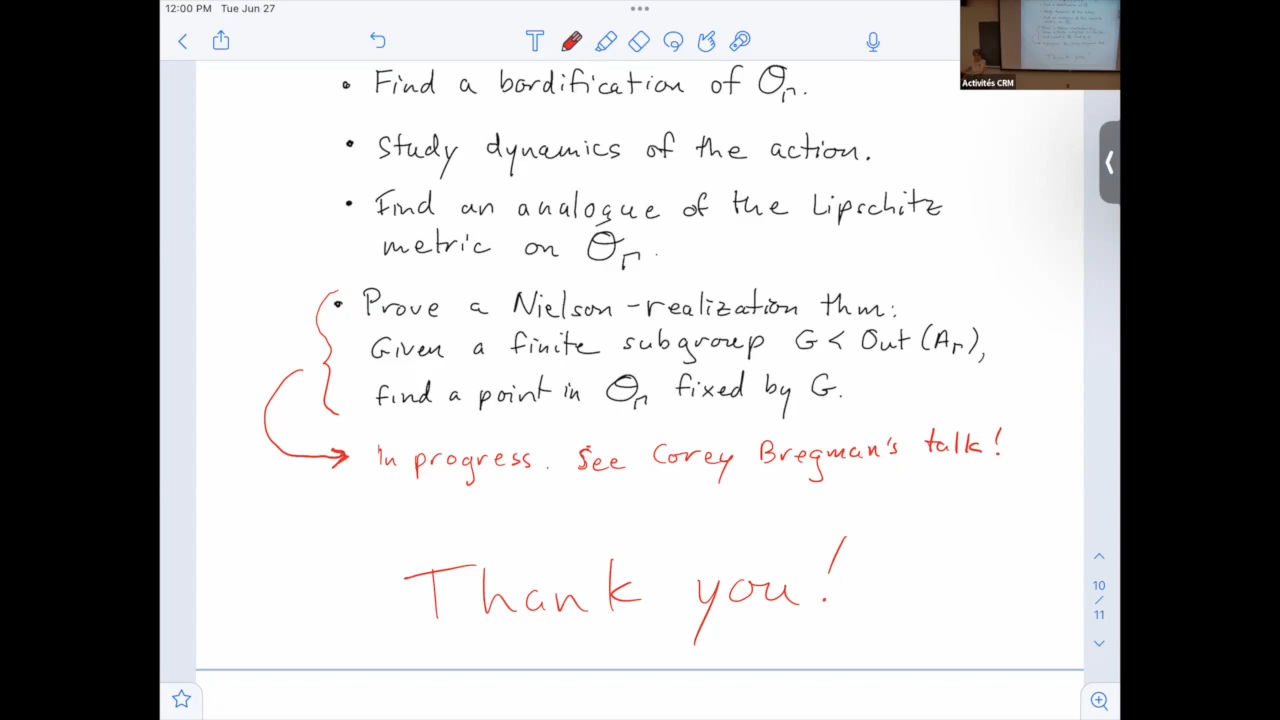 12:00 PM Tue Jun 27
Activités CRM
• Find a bordification of O_Γ.
• Study dynamics of the action.
• Find an analogue of the Lipschitz
metric on O_Γ.
• Prove a Nielson-realization thm:
Given a finite subgroup G < Out(A_Γ),
find a point in O_Γ fixed by G.
In progress. See Corey Bregman's talk!
Thank you!
10
/
11